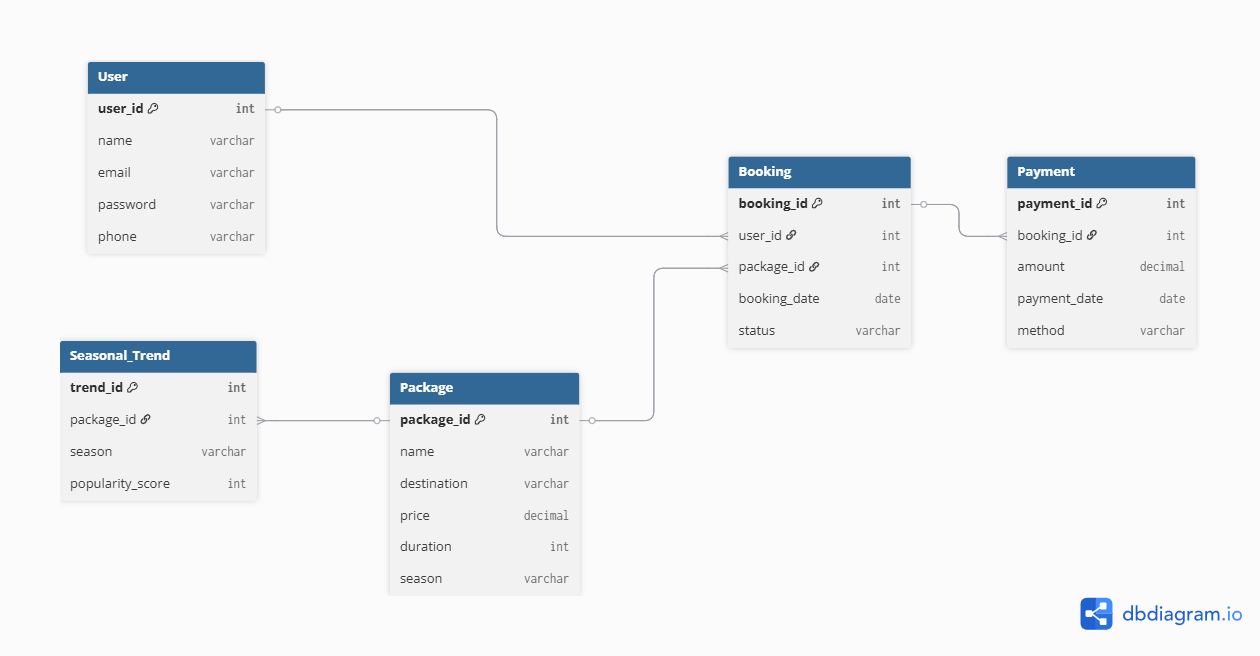 User
user_id int
name varchar
email varchar
password varchar
phone varchar
Booking
booking_id int
user_id int
package_id int
booking_date date
status varchar
Payment
payment_id int
booking_id int
amount decimal
payment_date date
method varchar
Seasonal_Trend
trend_id int
package_id int
season varchar
popularity_score int
Package
package_id int
name varchar
destination varchar
price decimal
duration int
season varchar
dbdiagram.io